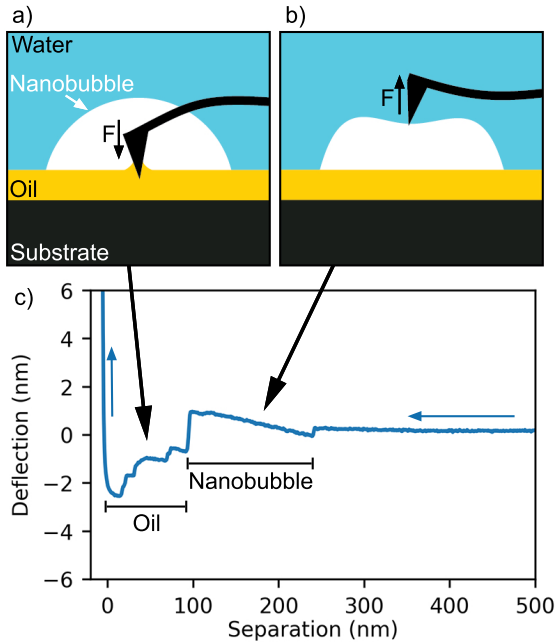 a)
b)
Water
Nanobubble
F
F
Oil
Substrate
c)
6
4
2
0
−2
−4
−6
Deflection (nm)
Nanobubble
Oil
0 100 200 300 400 500
Separation (nm)